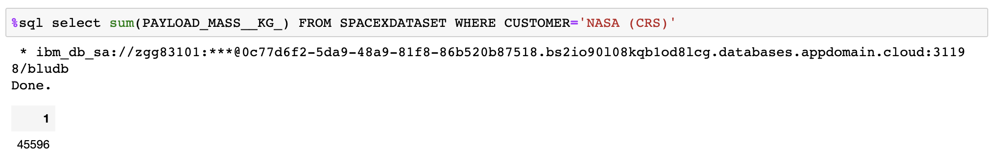 %sql select sum(PAYLOAD_MASS__KG_) FROM SPACEXDATASET WHERE CUSTOMER='NASA (CRS)'
* ibm_db_sa://zgg83101:***@0c77d6f2-5da9-48a9-81f8-86b520b87518.bs2io90l08kqb1od8lcg.databases.appdomain.cloud:3119
8/bludb
Done.
1
45596